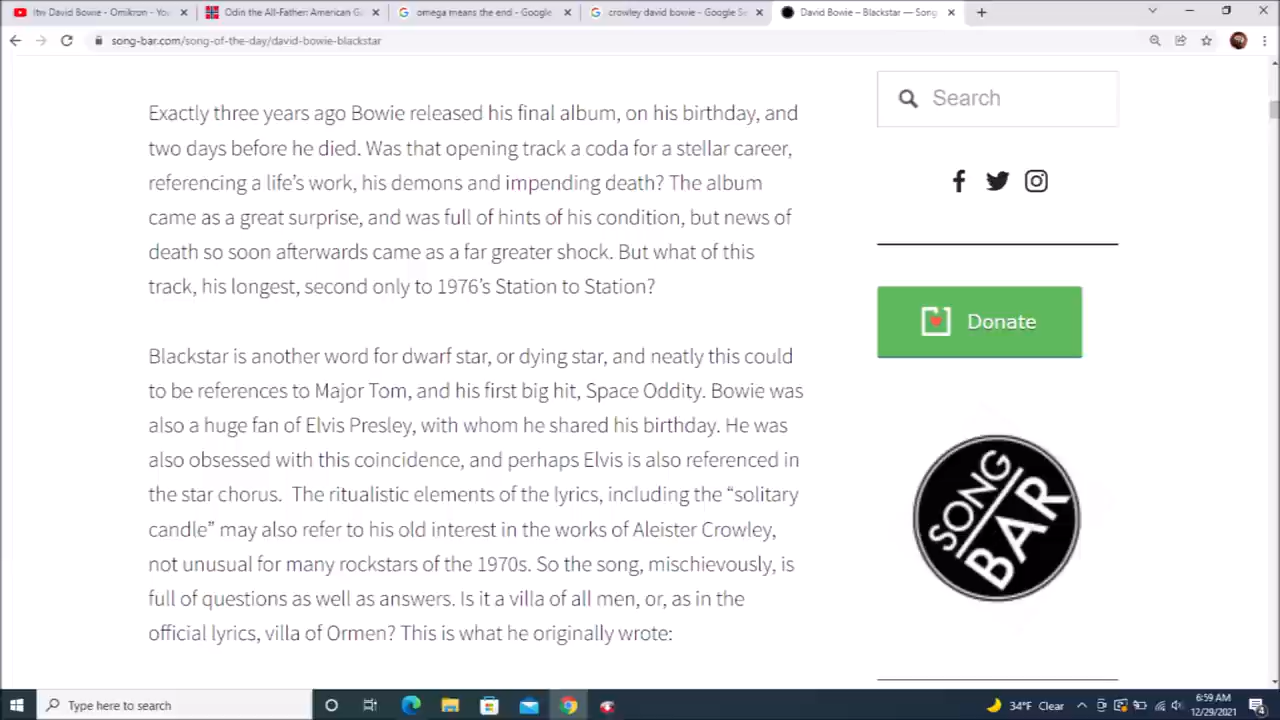 Itw David Bowie - Omikron - You
Odin the All-Father: American G
omega means the end - Google
crowley david bowie - Google Se
David Bowie – Blackstar — Song
song-bar.com/song-of-the-day/david-bowie-blackstar
Exactly three years ago Bowie released his final album, on his birthday, and
two days before he died. Was that opening track a coda for a stellar career,
referencing a life's work, his demons and impending death? The album
came as a great surprise, and was full of hints of his condition, but news of
death so soon afterwards came as a far greater shock. But what of this
track, his longest, second only to 1976's Station to Station?
Blackstar is another word for dwarf star, or dying star, and neatly this could
to be references to Major Tom, and his first big hit, Space Oddity. Bowie was
also a huge fan of Elvis Presley, with whom he shared his birthday. He was
also obsessed with this coincidence, and perhaps Elvis is also referenced in
the star chorus. The ritualistic elements of the lyrics, including the “solitary
candle” may also refer to his old interest in the works of Aleister Crowley,
not unusual for many rockstars of the 1970s. So the song, mischievously, is
full of questions as well as answers. Is it a villa of all men, or, as in the
official lyrics, villa of Ormen? This is what he originally wrote:
Search
Donate
SONG
BAR
Type here to search
34°F Clear
6:59 AM
12/29/2021
4